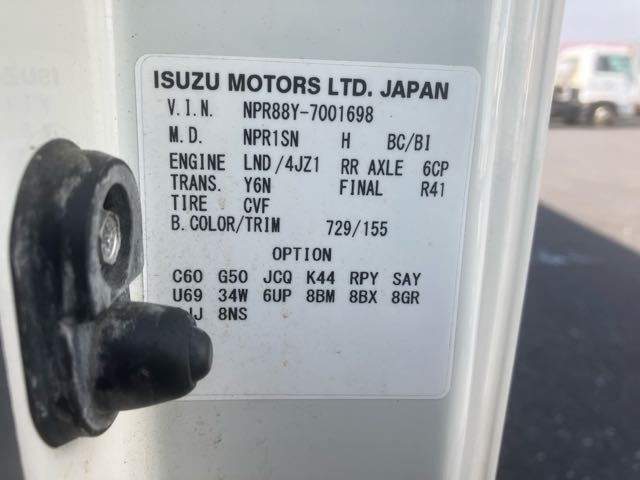 ISUZU MOTORS LTD. JAPAN
V.I.N. NPR88Y-7001698
M.D. NPR1SN H BC/BI
ENGINE LND/4JZ1 RR AXLE 6CP
TRANS. Y6N FINAL R41
TIRE CVF
B.COLOR/TRIM 729/155
OPTION
C60 G50 JCQ K44 RPY SAY
U69 34W 6UP 8BM 8BX 8GR
8NS